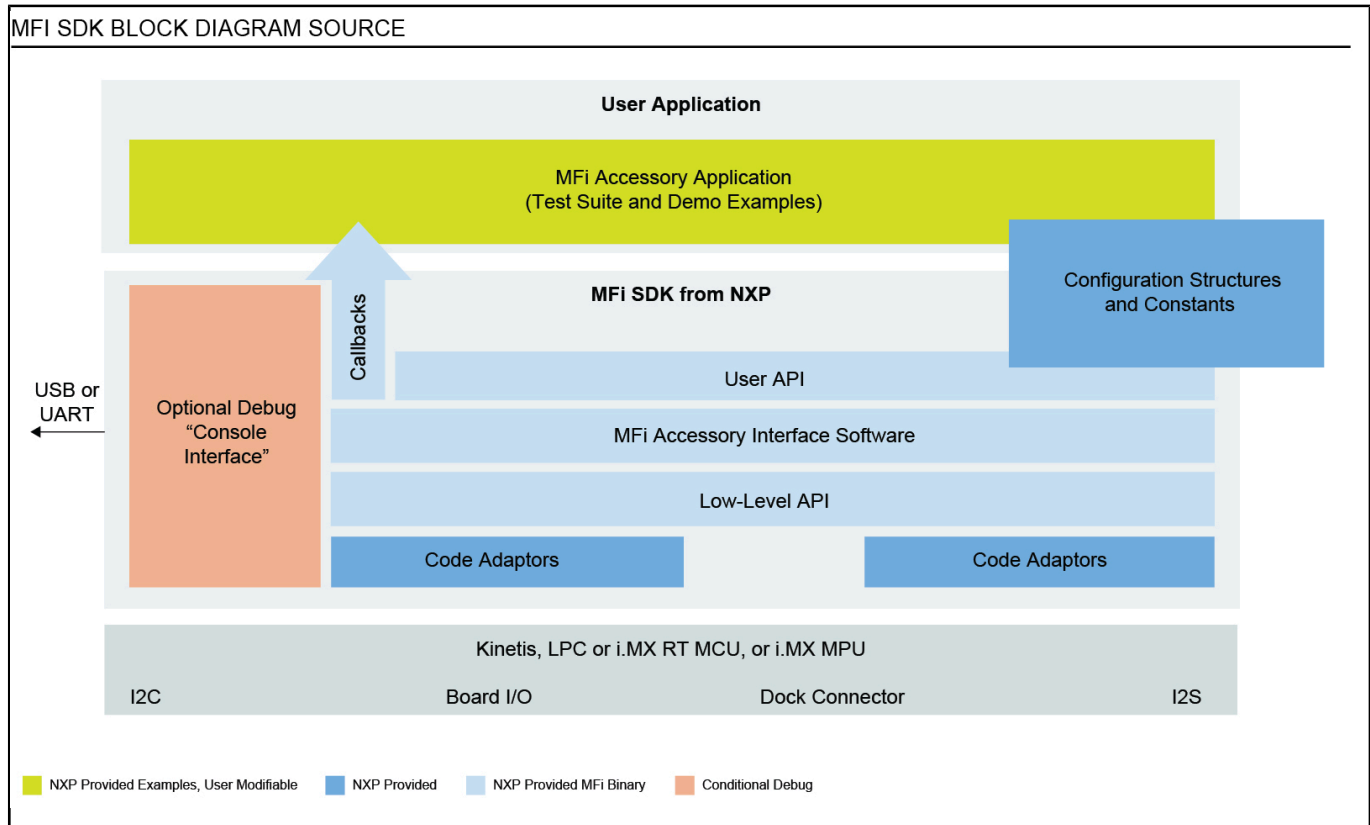 MFI SDK BLOCK DIAGRAM SOURCE
User Application
MFi Accessory Application
(Test Suite and Demo Examples)
Configuration Structures
and Constants
MFi SDK from NXP
Callbacks
User API
USB or
UART
Optional Debug
“Console
Interface”
MFi Accessory Interface Software
Low-Level API
Code Adaptors
Code Adaptors
Kinetis, LPC or i.MX RT MCU, or i.MX MPU
I2C
Board I/O
Dock Connector
I2S
NXP Provided Examples, User Modifiable
NXP Provided
NXP Provided MFi Binary
Conditional Debug